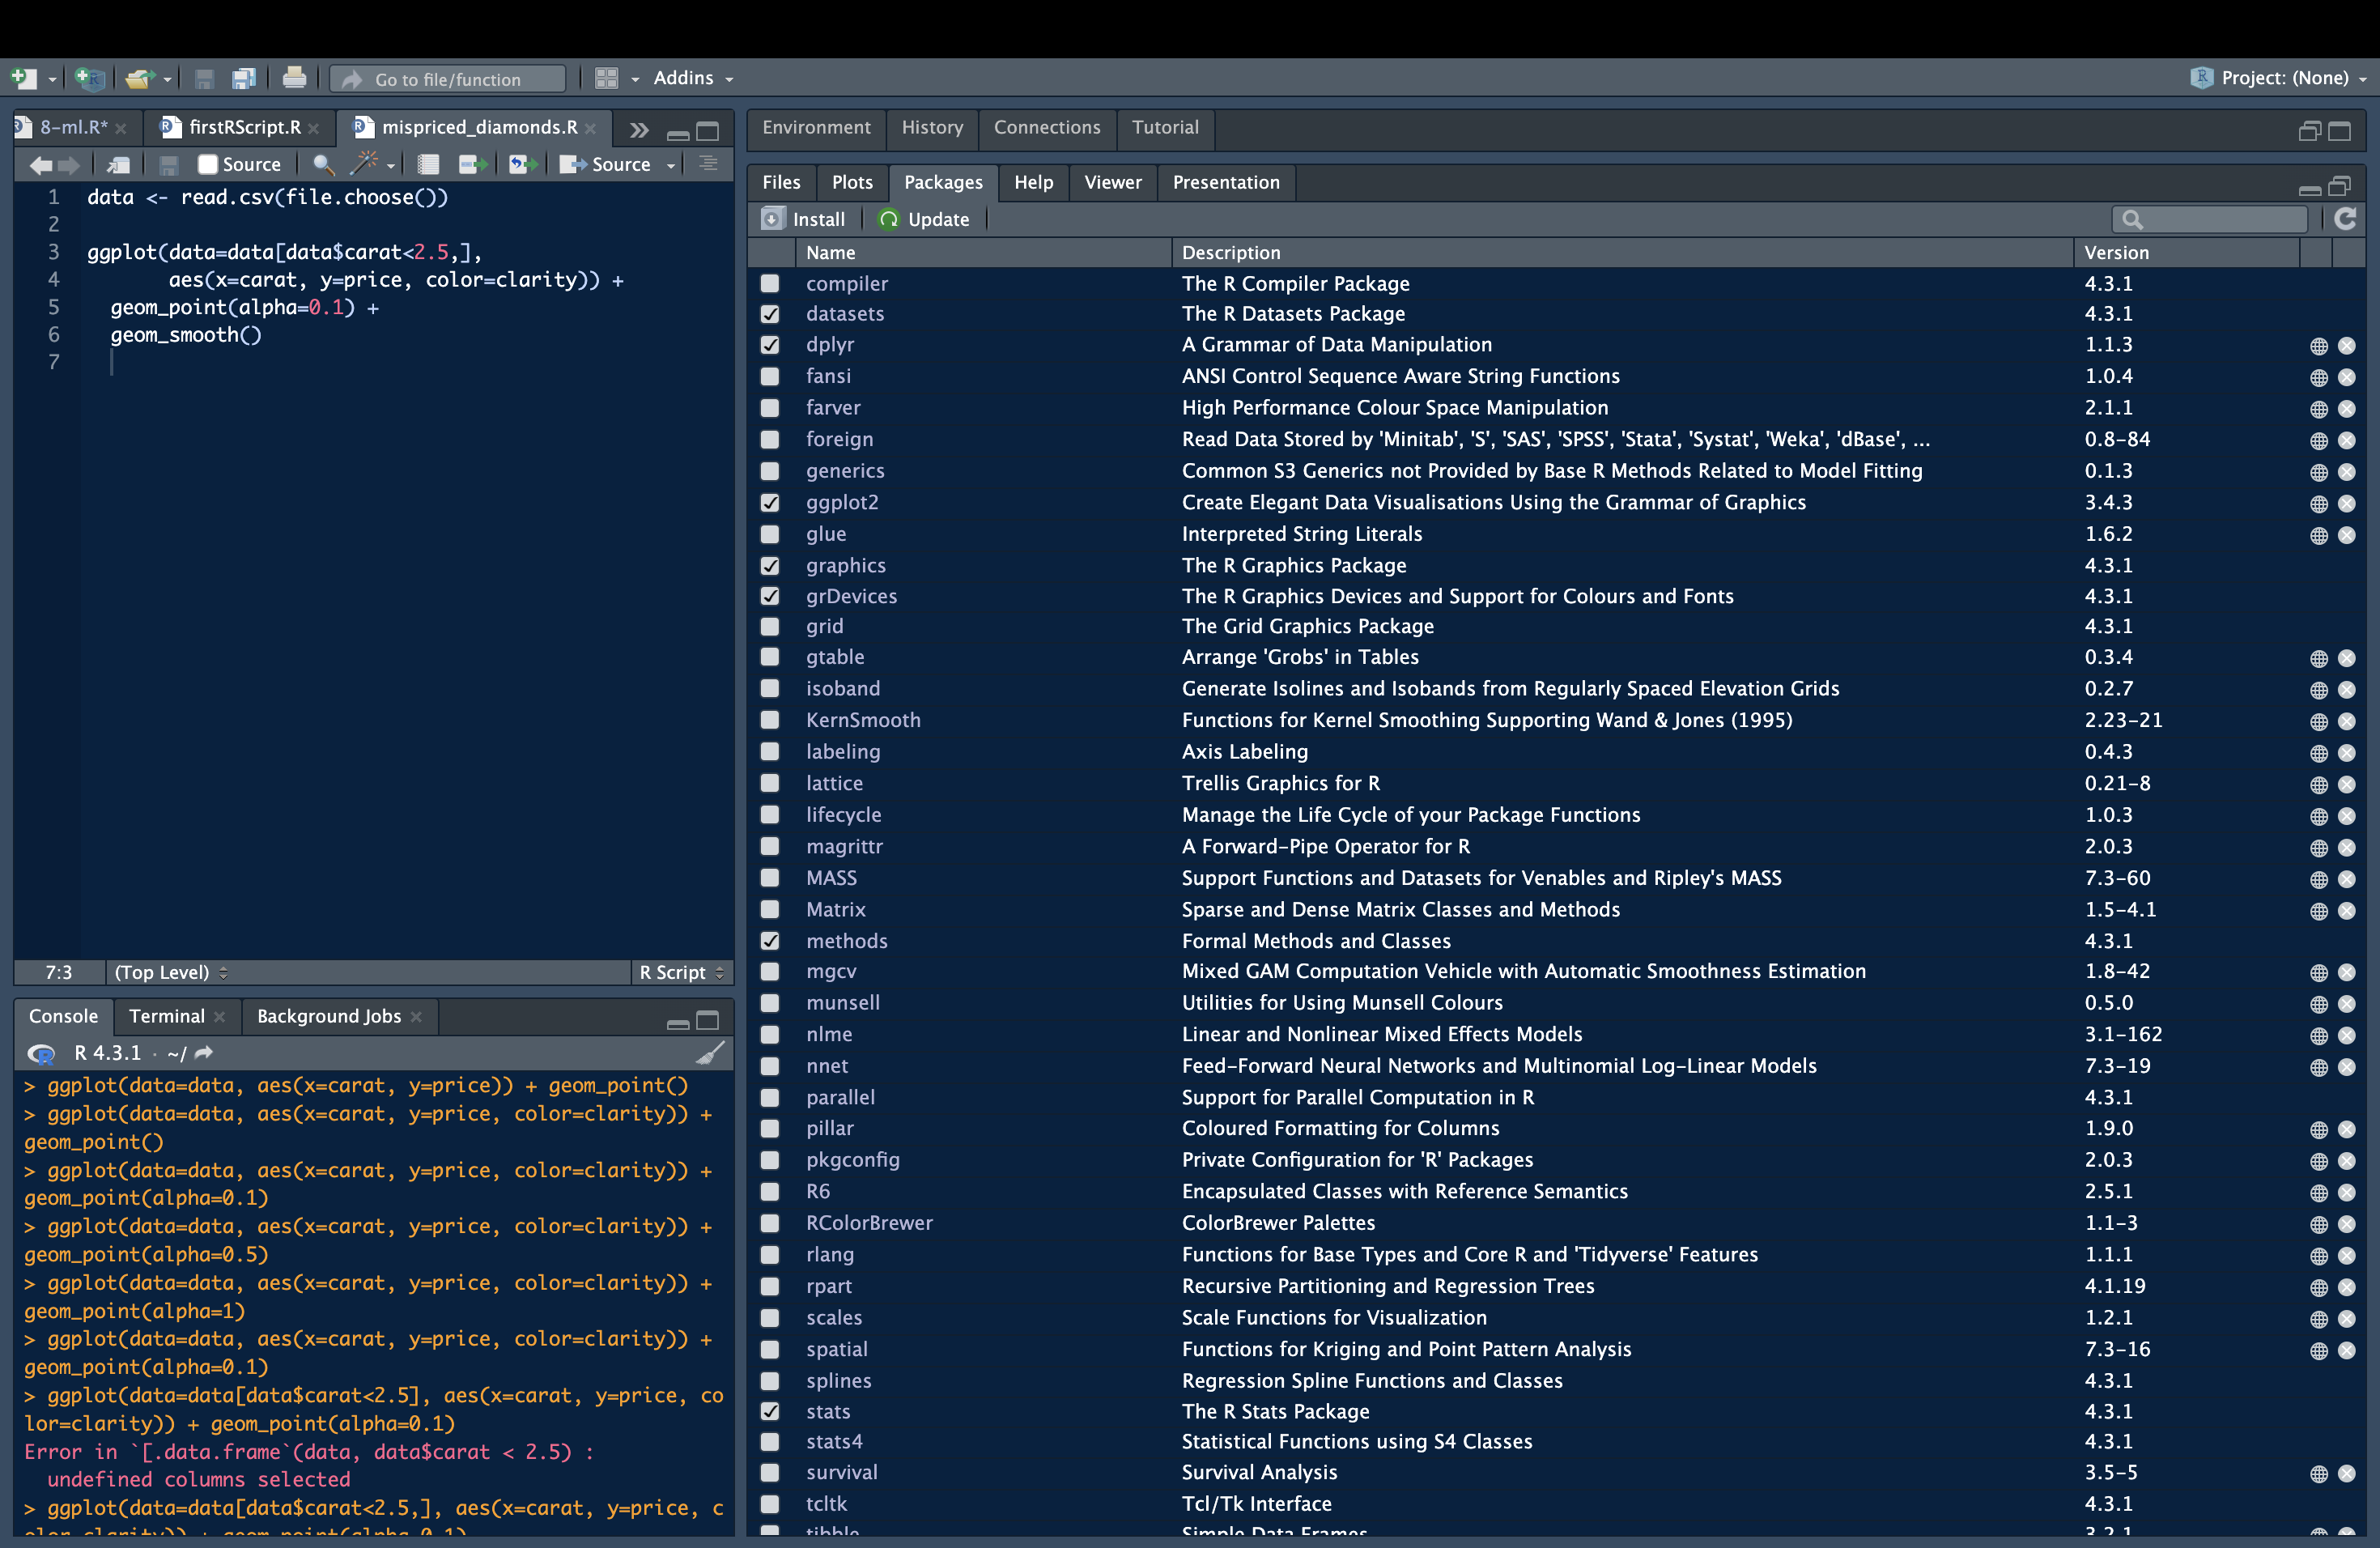 Go to file/function
Addins
Project: (None)
8-ml.R*
firstRScript.R
mispriced_diamonds.R
Source
Source
1 data <- read.csv(file.choose())
2
3 ggplot(data=data[data$carat<2.5,],
4 aes(x=carat, y=price, color=clarity)) +
5 geom_point(alpha=0.1) +
6 geom_smooth()
7
7:3 (Top Level) R Script
Console Terminal Background Jobs
R 4.3.1 · ~/
> ggplot(data=data, aes(x=carat, y=price)) + geom_point()
> ggplot(data=data, aes(x=carat, y=price, color=clarity)) +
geom_point()
> ggplot(data=data, aes(x=carat, y=price, color=clarity)) +
geom_point(alpha=0.1)
> ggplot(data=data, aes(x=carat, y=price, color=clarity)) +
geom_point(alpha=0.5)
> ggplot(data=data, aes(x=carat, y=price, color=clarity)) +
geom_point(alpha=1)
> ggplot(data=data, aes(x=carat, y=price, color=clarity)) +
geom_point(alpha=0.1)
> ggplot(data=data[data$carat<2.5], aes(x=carat, y=price, co
lor=clarity)) + geom_point(alpha=0.1)
Error in `[.data.frame`(data, data$carat < 2.5) :
undefined columns selected
> ggplot(data=data[data$carat<2.5,], aes(x=carat, y=price, c
olor=clarity)) + geom_point(alpha=0.1)
Environment History Connections Tutorial
Files Plots Packages Help Viewer Presentation
Install Update
Name Description Version
compiler The R Compiler Package 4.3.1
datasets The R Datasets Package 4.3.1
dplyr A Grammar of Data Manipulation 1.1.3
fansi ANSI Control Sequence Aware String Functions 1.0.4
farver High Performance Colour Space Manipulation 2.1.1
foreign Read Data Stored by 'Minitab', 'S', 'SAS', 'SPSS', 'Stata', 'Systat', 'Weka', 'dBase', ... 0.8-84
generics Common S3 Generics not Provided by Base R Methods Related to Model Fitting 0.1.3
ggplot2 Create Elegant Data Visualisations Using the Grammar of Graphics 3.4.3
glue Interpreted String Literals 1.6.2
graphics The R Graphics Package 4.3.1
grDevices The R Graphics Devices and Support for Colours and Fonts 4.3.1
grid The Grid Graphics Package 4.3.1
gtable Arrange 'Grobs' in Tables 0.3.4
isoband Generate Isolines and Isobands from Regularly Spaced Elevation Grids 0.2.7
KernSmooth Functions for Kernel Smoothing Supporting Wand & Jones (1995) 2.23-21
labeling Axis Labeling 0.4.3
lattice Trellis Graphics for R 0.21-8
lifecycle Manage the Life Cycle of your Package Functions 1.0.3
magrittr A Forward-Pipe Operator for R 2.0.3
MASS Support Functions and Datasets for Venables and Ripley's MASS 7.3-60
Matrix Sparse and Dense Matrix Classes and Methods 1.5-4.1
methods Formal Methods and Classes 4.3.1
mgcv Mixed GAM Computation Vehicle with Automatic Smoothness Estimation 1.8-42
munsell Utilities for Using Munsell Colours 0.5.0
nlme Linear and Nonlinear Mixed Effects Models 3.1-162
nnet Feed-Forward Neural Networks and Multinomial Log-Linear Models 7.3-19
parallel Support for Parallel Computation in R 4.3.1
pillar Coloured Formatting for Columns 1.9.0
pkgconfig Private Configuration for 'R' Packages 2.0.3
R6 Encapsulated Classes with Reference Semantics 2.5.1
RColorBrewer ColorBrewer Palettes 1.1-3
rlang Functions for Base Types and Core R and 'Tidyverse' Features 1.1.1
rpart Recursive Partitioning and Regression Trees 4.1.19
scales Scale Functions for Visualization 1.2.1
spatial Functions for Kriging and Point Pattern Analysis 7.3-16
splines Regression Spline Functions and Classes 4.3.1
stats The R Stats Package 4.3.1
stats4 Statistical Functions using S4 Classes 4.3.1
survival Survival Analysis 3.5-5
tcltk Tcl/Tk Interface 4.3.1
tibble Simple Data Frames 3.2.1